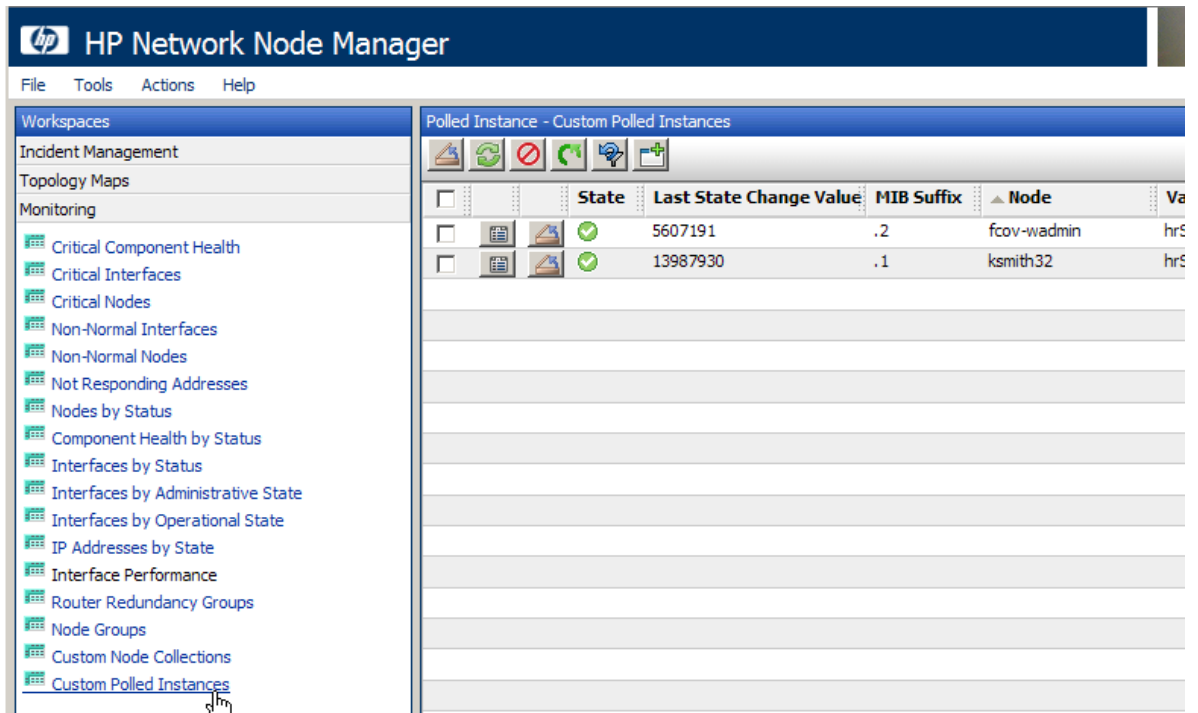 hp HP Network Node Manager
File Tools Actions Help
Workspaces
Incident Management
Topology Maps
Monitoring
Critical Component Health
Critical Interfaces
Critical Nodes
Non-Normal Interfaces
Non-Normal Nodes
Not Responding Addresses
Nodes by Status
Component Health by Status
Interfaces by Status
Interfaces by Administrative State
Interfaces by Operational State
IP Addresses by State
Interface Performance
Router Redundancy Groups
Node Groups
Custom Node Collections
Custom Polled Instances
Polled Instance - Custom Polled Instances
State Last State Change Value MIB Suffix Node Va
5607191 .2 fcov-wadmin hrS
13987930 .1 ksmith32 hrS